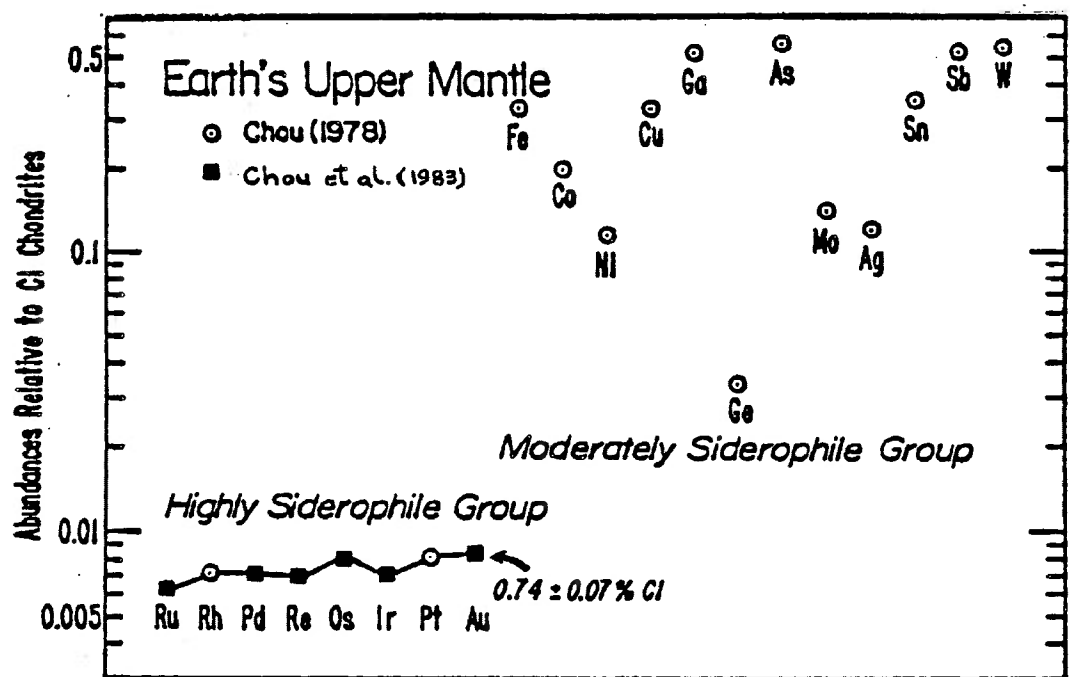 Earth's Upper Mantle
⊙ Chou (1978)
■ Chou et al. (1983)
Abundances Relative to CI Chondrites
0.5
0.1
0.01
0.005
Fe
Co
Ni
Cu
Ga
Ge
As
Mo
Ag
Sn
Sb
W
Moderately Siderophile Group
Highly Siderophile Group
0.74 ± 0.07 % CI
Ru Rh Pd Re Os Ir Pt Au